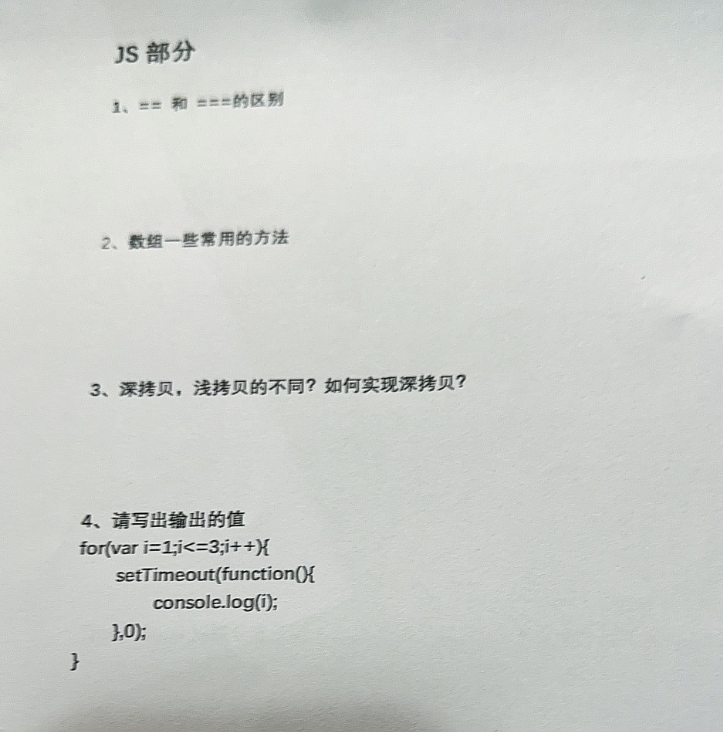 JS 部分
1、== 和 ===的区别
2、数组一些常用的方法
3、深拷贝，浅拷贝的不同？如何实现深拷贝？
4、请写出输出的值
for(var i=1;i<=3;i++){
setTimeout(function(){
console.log(i);
},0);
}